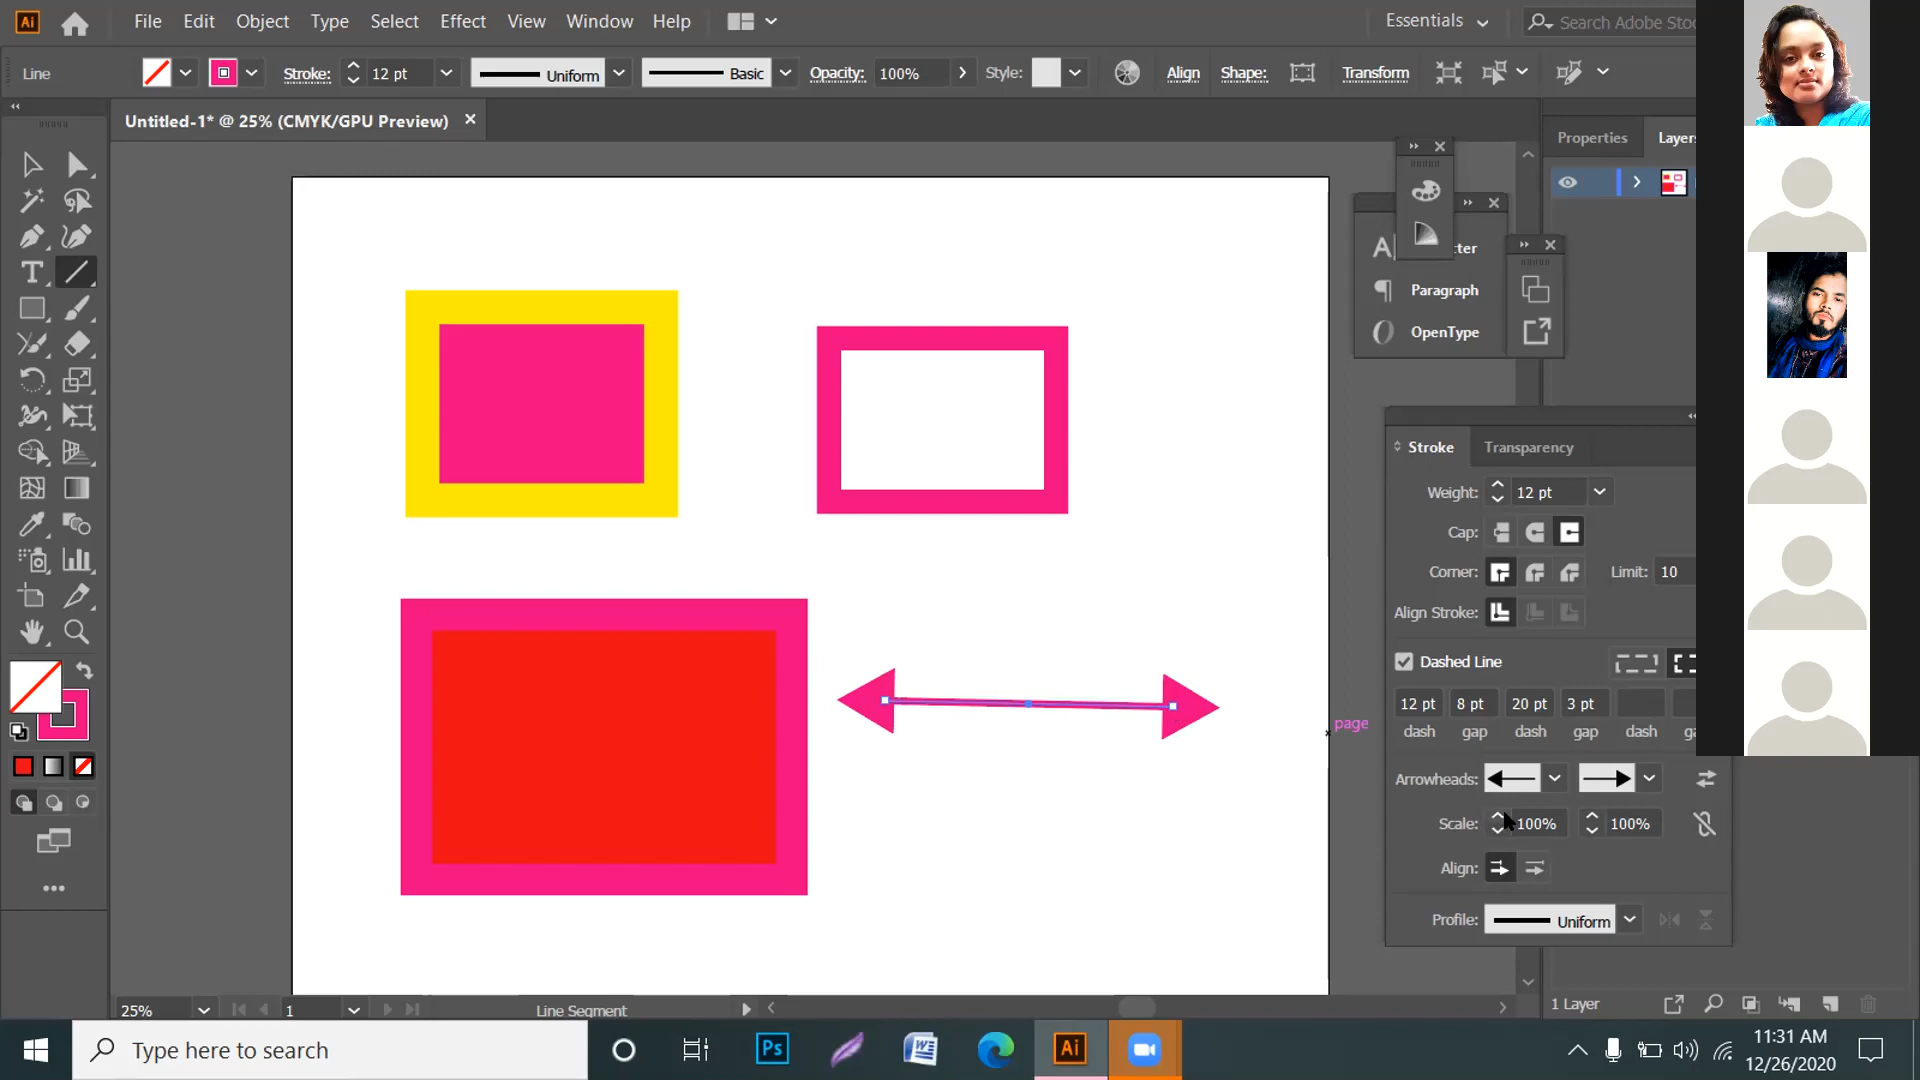 Ai File Edit Object Type Select Effect View Window Help Essentials Search Adobe Stoc
Line Stroke: 12 pt Uniform Basic Opacity: 100% Style: Align Shape: Transform
Untitled-1* @ 25% (CMYK/GPU Preview)
Properties Layers
Paragraph
OpenType
page
Stroke Transparency
Weight: 12 pt
Cap:
Corner: Limit: 10
Align Stroke:
Dashed Line
12 pt 8 pt 20 pt 3 pt
dash gap dash gap dash
Arrowheads:
Scale: 100% 100%
Align:
Profile: Uniform
25% 1 Line Segment
1 Layer
Type here to search
Ps
Ai
11:31 AM
12/26/2020